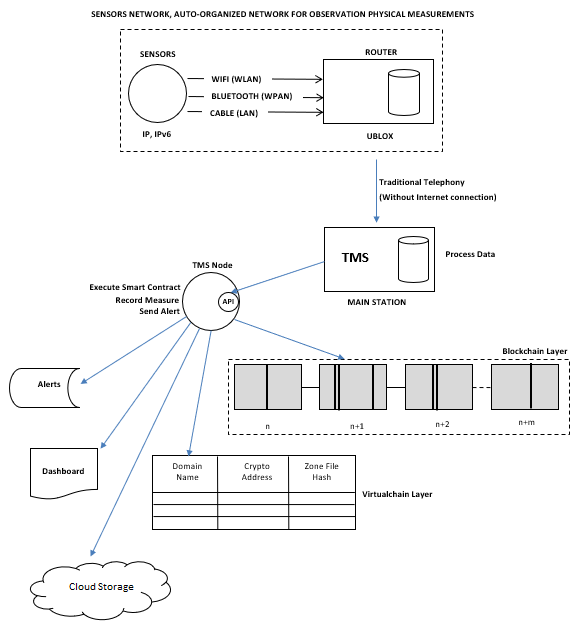 SENSORS NETWORK, AUTO-ORGANIZED NETWORK FOR OBSERVATION PHYSICAL MEASUREMENTS
SENSORS
ROUTER
WIFI (WLAN)
BLUETOOTH (WPAN)
CABLE (LAN)
IP, IPv6
UBLOX
Traditional Telephony
(Without Internet connection)
TMS
Process Data
MAIN STATION
TMS Node
Execute Smart Contract
Record Measure
Send Alert
API
Blockchain Layer
n
n+1
n+2
n+m
Alerts
Dashboard
Domain Name
Crypto Address
Zone File Hash
Virtualchain Layer
Cloud Storage